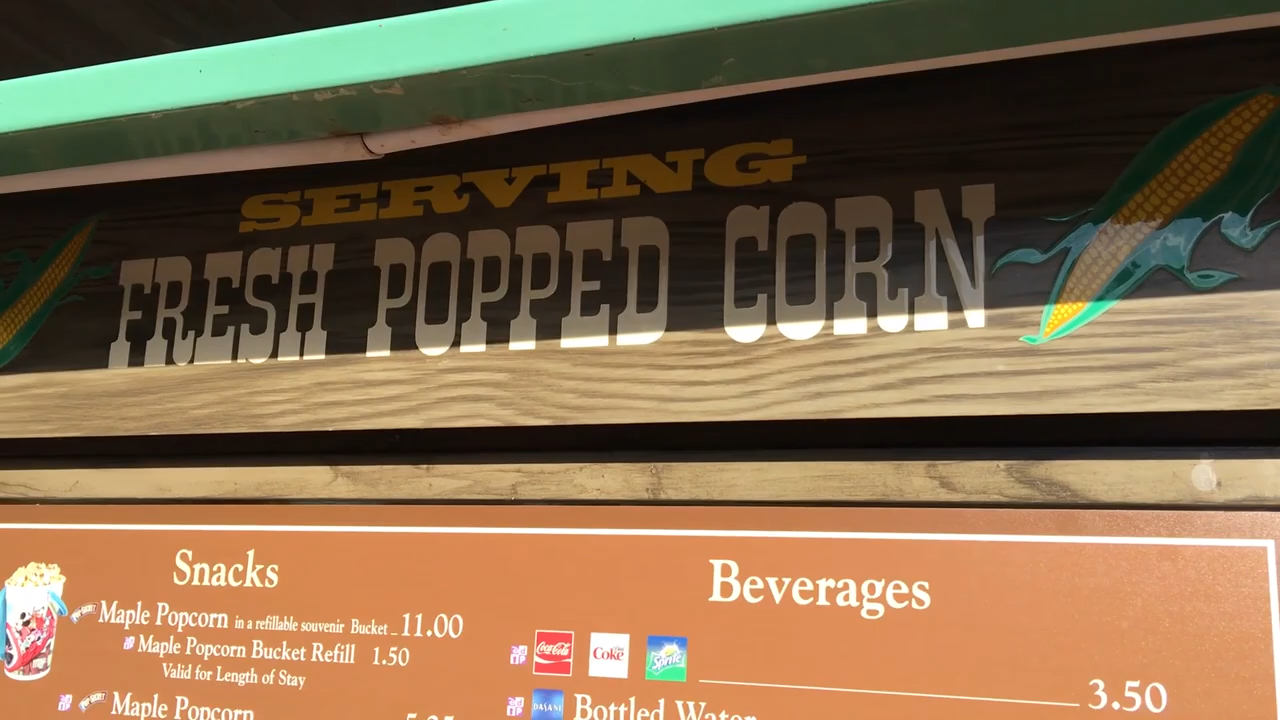 SERVING
FRESH POPPED CORN
Snacks
Maple Popcorn in a refillable souvenir Bucket 11.00
Maple Popcorn Bucket Refill 1.50
Valid for Length of Stay
Maple Popcorn
Beverages
Coca-Cola Coke Sprite 3.50
DASANI Bottled Water